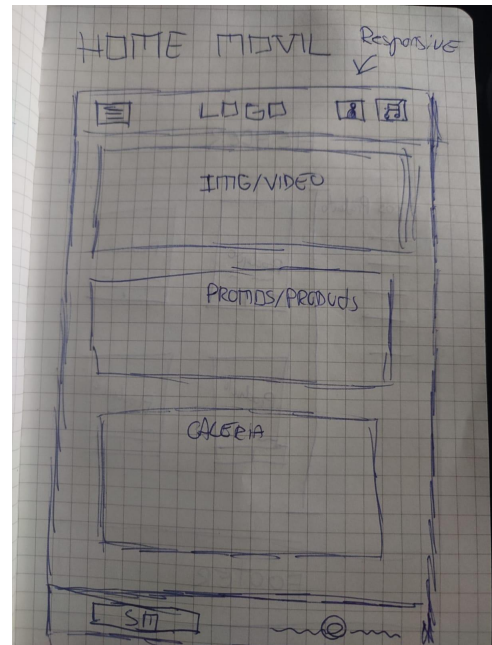 HOME MOVIL
Responsive
LOGO
IMG/VIDEO
PROMOS/PRODUCTS
GALERIA
SM